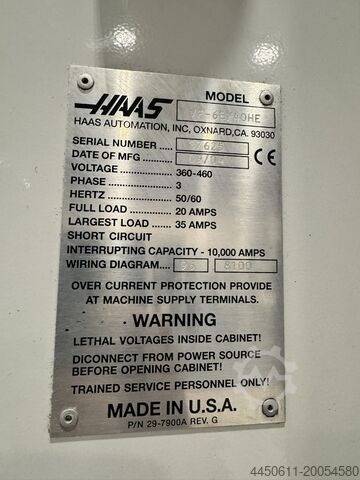 HAAS MODEL
HAAS AUTOMATION, INC, OXNARD,CA. 93030
SERIAL NUMBER
DATE OF MFG CE
VOLTAGE 360-460
PHASE 3
HERTZ 50/60
FULL LOAD - 20 AMPS
LARGEST LOAD - 35 AMPS
SHORT CIRCUIT
INTERRUPTING CAPACITY - 10,000 AMPS
WIRING DIAGRAM.... 8100
OVER CURRENT PROTECTION PROVIDE
AT MACHINE SUPPLY TERMINALS.
WARNING
LETHAL VOLTAGES INSIDE CABINET!
DICONNECT FROM POWER SOURCE
BEFORE OPENING CABINET!
TRAINED SERVICE PERSONNEL ONLY!
MADE IN U.S.A.
P/N 29-7900A REV. G
4450611-20054580